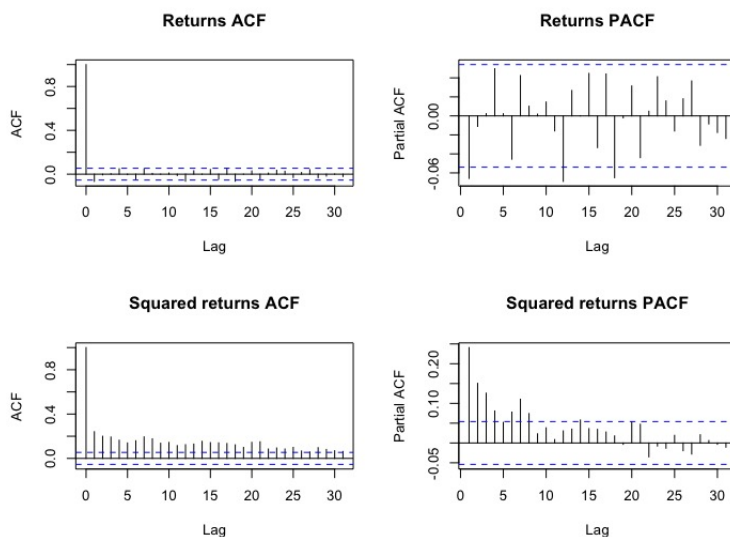 Returns ACF
ACF
0.0 0.4 0.8
0 5 10 15 20 25 30
Lag
Returns PACF
Partial ACF
-0.06 0.00
0 5 10 15 20 25 30
Lag
Squared returns ACF
ACF
0.0 0.4 0.8
0 5 10 15 20 25 30
Lag
Squared returns PACF
Partial ACF
-0.05 0.10 0.20
0 5 10 15 20 25 30
Lag